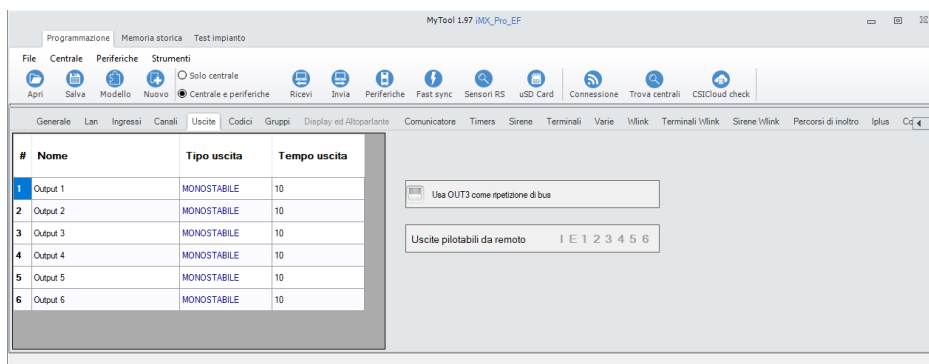 MyTool 1.97 iMX_Pro_EF
Programmazione Memoria storica Test impianto
File Centrale Periferiche Strumenti
Solo centrale
Centrale e periferiche
Apri Salva Modello Nuovo Ricevi Invia Periferiche Fast sync Sensori RS uSD Card Connessione Trova centrali CSICloud check
Generale Lan Ingressi Canali Uscite Codici Gruppi Display ed Altoparlante Comunicatore Timers Sirene Terminali Varie Wlink Terminali Wlink Sirene Wlink Percorsi di inoltro Iplus
# Nome Tipo uscita Tempo uscita
1 Output 1 MONOSTABILE 10
2 Output 2 MONOSTABILE 10
3 Output 3 MONOSTABILE 10
4 Output 4 MONOSTABILE 10
5 Output 5 MONOSTABILE 10
6 Output 6 MONOSTABILE 10
Usa OUT3 come ripetizione di bus
Uscite pilotabili da remoto I E 1 2 3 4 5 6